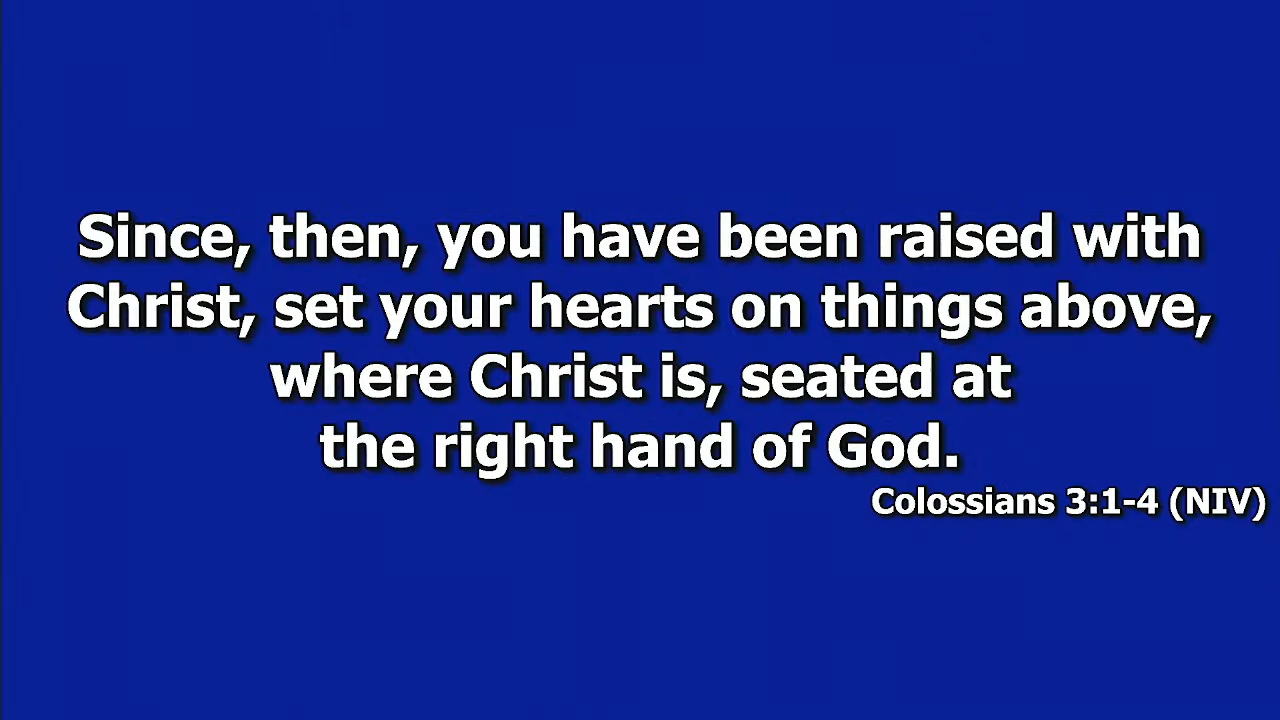 Since, then, you have been raised with
Christ, set your hearts on things above,
where Christ is, seated at
the right hand of God.
Colossians 3:1-4 (NIV)